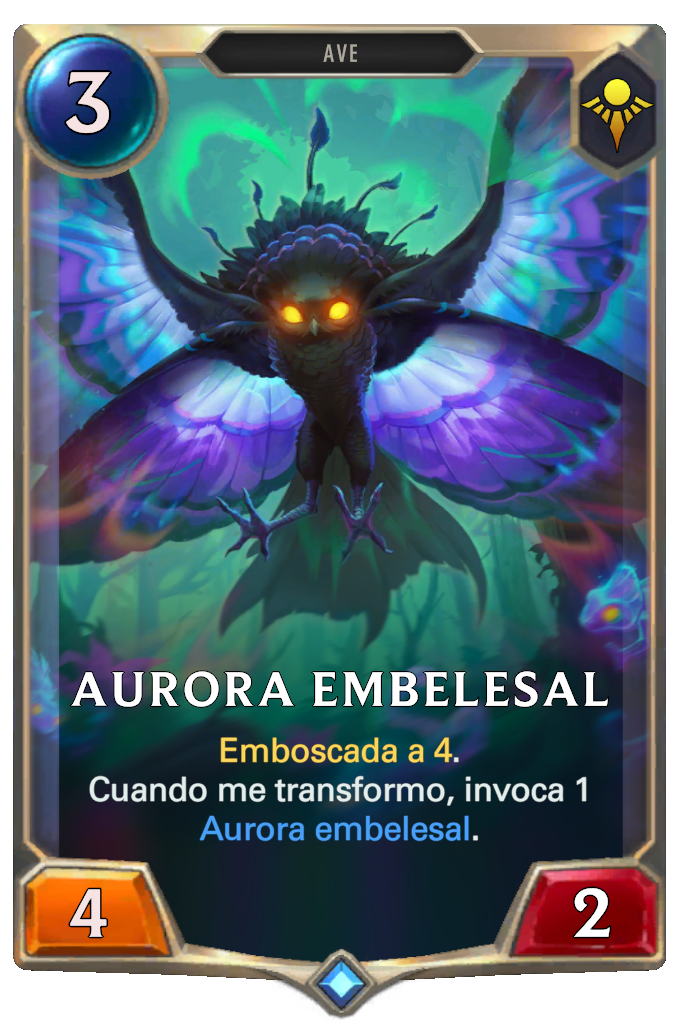 AVE
3
AURORA EMBELESAL
Emboscada a 4.
Cuando me transformo, invoca 1
Aurora embelesal.
4
2